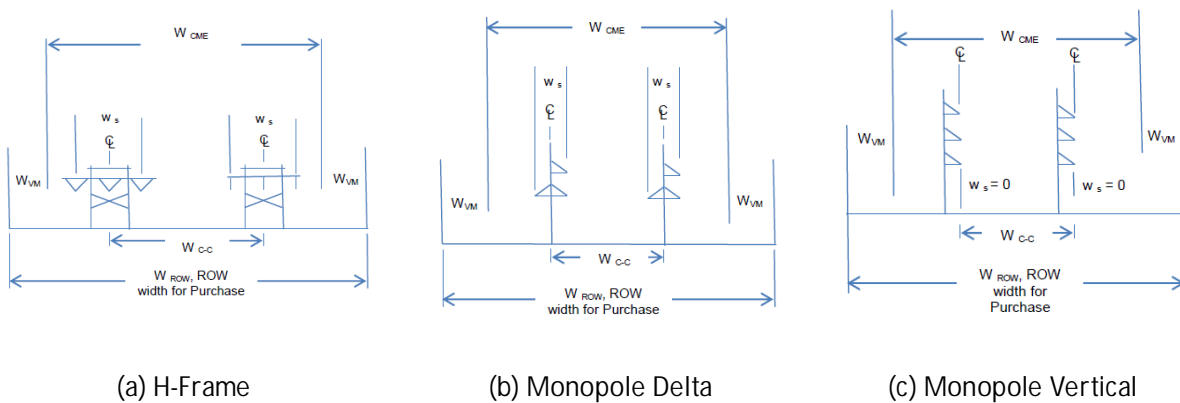 W CME
w s
w s
℄
℄
W VM
W VM
W C-C
W ROW, ROW
width for Purchase
(a) H-Frame
W CME
w s
w s
℄
℄
W VM
W VM
W C-C
W ROW, ROW
width for Purchase
(b) Monopole Delta
W CME
℄
℄
W VM
W VM
w s = 0
w s = 0
W C-C
W ROW, ROW
width for
Purchase
(c) Monopole Vertical